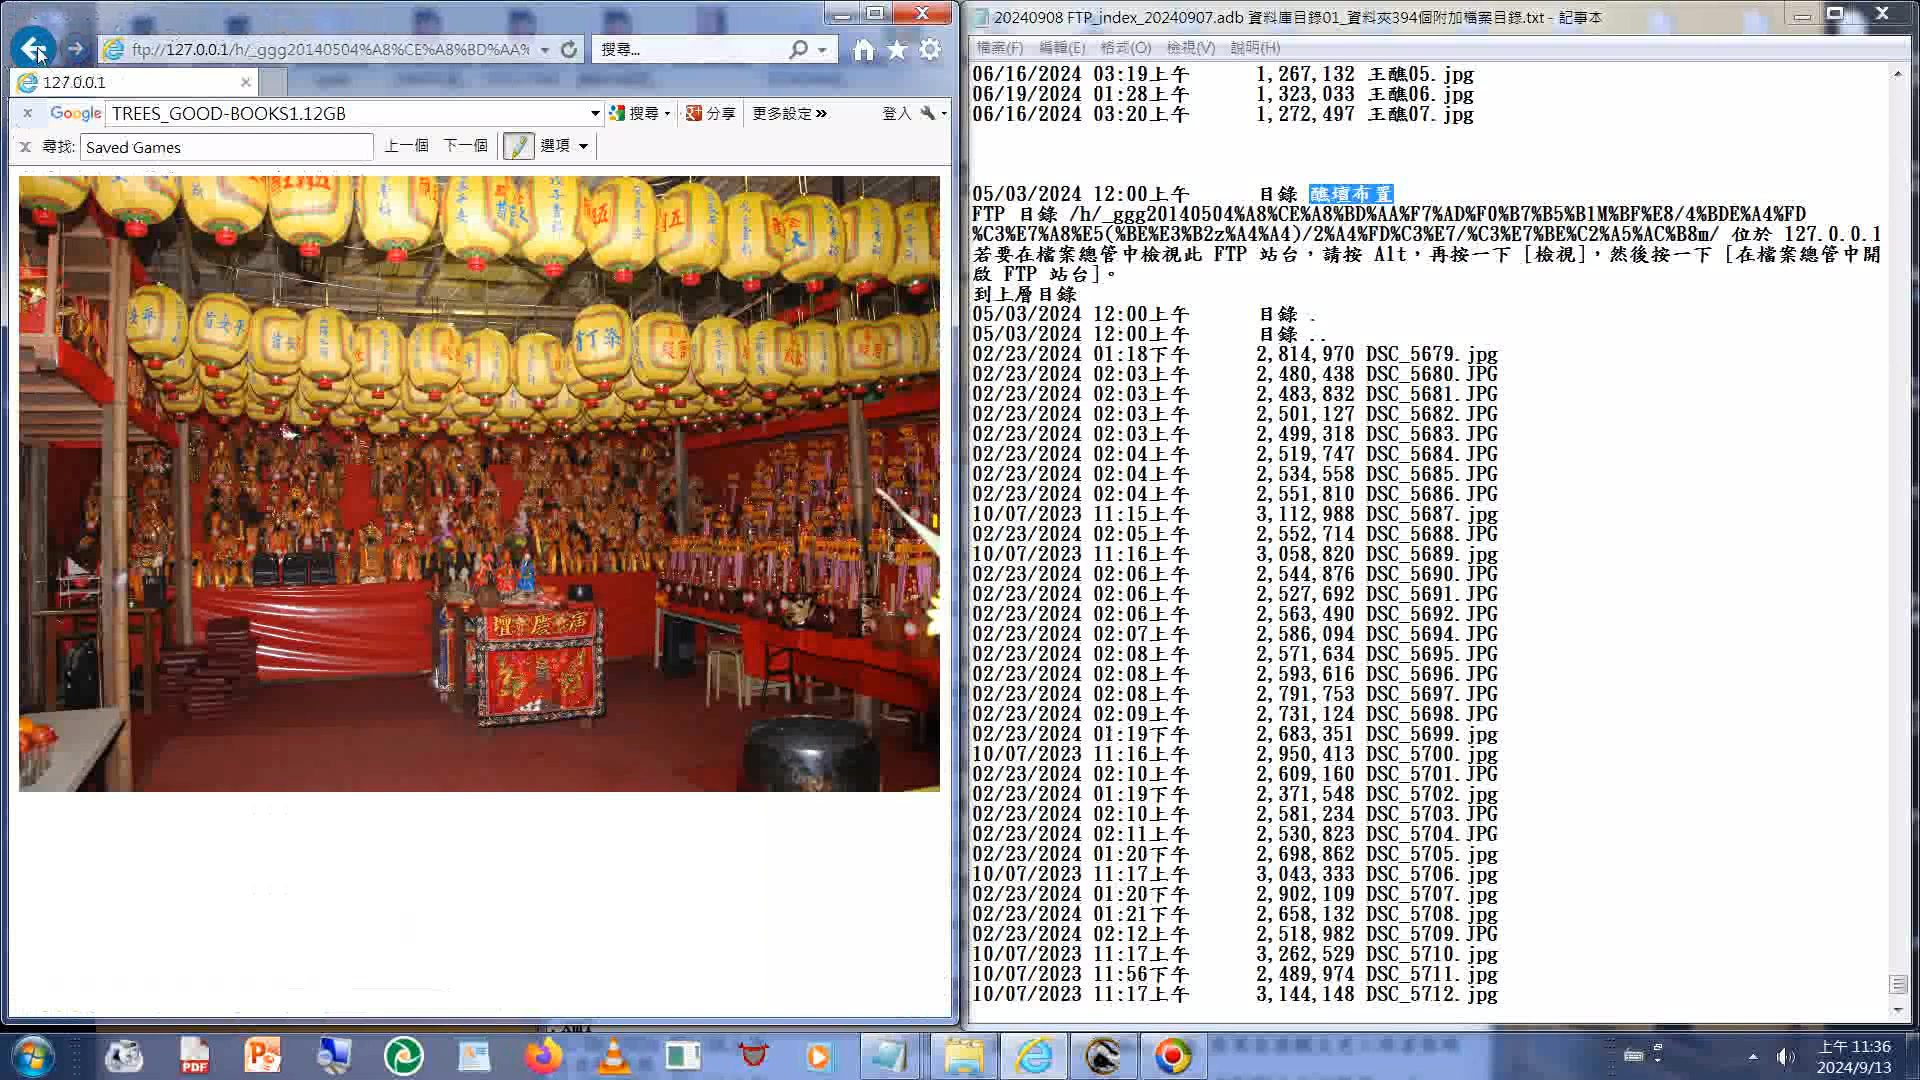 20240908 FTP_index_20240907.adb 資料庫目錄01_資料夾394個附加檔案目錄.txt - 記事本
ftp://127.0.0.1/h/_ggg20140504%A8%CE%A8%BD%AA%
搜尋...
127.0.0.1
x Google TREES_GOOD-BOOKS1.12GB 搜尋 分享 更多設定 » 登入
x 尋找: Saved Games 上一個 下一個 選項
檔案(F) 編輯(E) 格式(O) 檢視(V) 說明(H)
06/16/2024 03:19上午 1,267,132 王醮05.jpg
06/19/2024 01:28上午 1,323,033 王醮06.jpg
06/16/2024 03:20上午 1,272,497 王醮07.jpg
05/03/2024 12:00上午 目錄 醮壇布置
FTP 目錄 /h/_ggg20140504%A8%CE%A8%BD%AA%F7%AD%F0%B7%B5%B1M%BF%E8/4%BDE%A4%FD
%C3%E7%A8%E5(%BE%E3%B2z%A4%A4)/2%A4%FD%C3%E7/%C3%E7%BE%C2%A5%AC%B8m/ 位於 127.0.0.1
若要在檔案總管中檢視此 FTP 站台，請按 Alt，再按一下 [檢視]，然後按一下 [在檔案總管中開
啟 FTP 站台]。
到上層目錄
05/03/2024 12:00上午 目錄 .
05/03/2024 12:00上午 目錄 ..
02/23/2024 01:18下午 2,814,970 DSC_5679.jpg
02/23/2024 02:03上午 2,480,438 DSC_5680.JPG
02/23/2024 02:03上午 2,483,832 DSC_5681.JPG
02/23/2024 02:03上午 2,501,127 DSC_5682.JPG
02/23/2024 02:03上午 2,499,318 DSC_5683.JPG
02/23/2024 02:04上午 2,519,747 DSC_5684.JPG
02/23/2024 02:04上午 2,534,558 DSC_5685.JPG
02/23/2024 02:04上午 2,551,810 DSC_5686.JPG
10/07/2023 11:15上午 3,112,988 DSC_5687.jpg
02/23/2024 02:05上午 2,552,714 DSC_5688.JPG
10/07/2023 11:16上午 3,058,820 DSC_5689.jpg
02/23/2024 02:06上午 2,544,876 DSC_5690.JPG
02/23/2024 02:06上午 2,527,692 DSC_5691.JPG
02/23/2024 02:06上午 2,563,490 DSC_5692.JPG
02/23/2024 02:07上午 2,586,094 DSC_5694.JPG
02/23/2024 02:08上午 2,571,634 DSC_5695.JPG
02/23/2024 02:08上午 2,593,616 DSC_5696.JPG
02/23/2024 02:08上午 2,791,753 DSC_5697.JPG
02/23/2024 02:09上午 2,731,124 DSC_5698.JPG
02/23/2024 01:19下午 2,683,351 DSC_5699.jpg
10/07/2023 11:16上午 2,950,413 DSC_5700.jpg
02/23/2024 02:10上午 2,609,160 DSC_5701.JPG
02/23/2024 01:19下午 2,371,548 DSC_5702.jpg
02/23/2024 02:10上午 2,581,234 DSC_5703.JPG
02/23/2024 02:11上午 2,530,823 DSC_5704.JPG
02/23/2024 01:20下午 2,698,862 DSC_5705.jpg
10/07/2023 11:17上午 3,043,333 DSC_5706.jpg
02/23/2024 01:20下午 2,902,109 DSC_5707.jpg
02/23/2024 01:21下午 2,658,132 DSC_5708.jpg
02/23/2024 02:12上午 2,518,982 DSC_5709.JPG
10/07/2023 11:17上午 3,262,529 DSC_5710.jpg
10/07/2023 11:56下午 2,489,974 DSC_5711.jpg
10/07/2023 11:17上午 3,144,148 DSC_5712.jpg
PDF
上午 11:36
2024/9/13